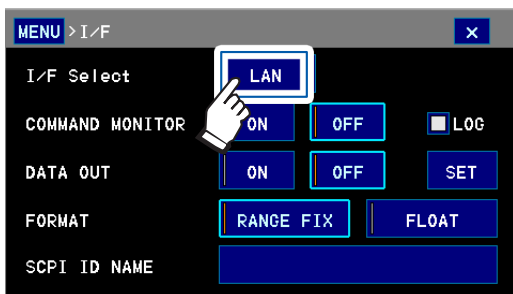 MENU >I/F x
I/F Select LAN
COMMAND MONITOR ON OFF LOG
DATA OUT ON OFF SET
FORMAT RANGE FIX FLOAT
SCPI ID NAME